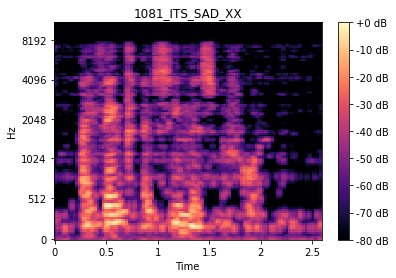 1081_ITS_SAD_XX
+0 dB
8192
-10 dB
4096
-20 dB
-30 dB
2048
Hz
-40 dB
1024
-50 dB
512
-60 dB
-70 dB
0
-80 dB
0 0.5 1 1.5 2 2.5
Time